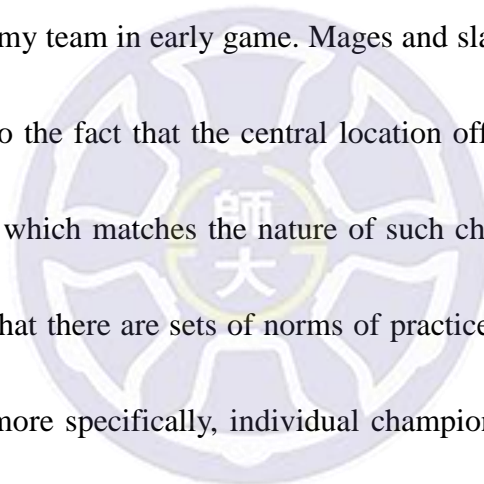 my team in early game. Mages and sla
o the fact that the central location off
which matches the nature of such ch
師
大
hat there are sets of norms of practice
more specifically, individual champion